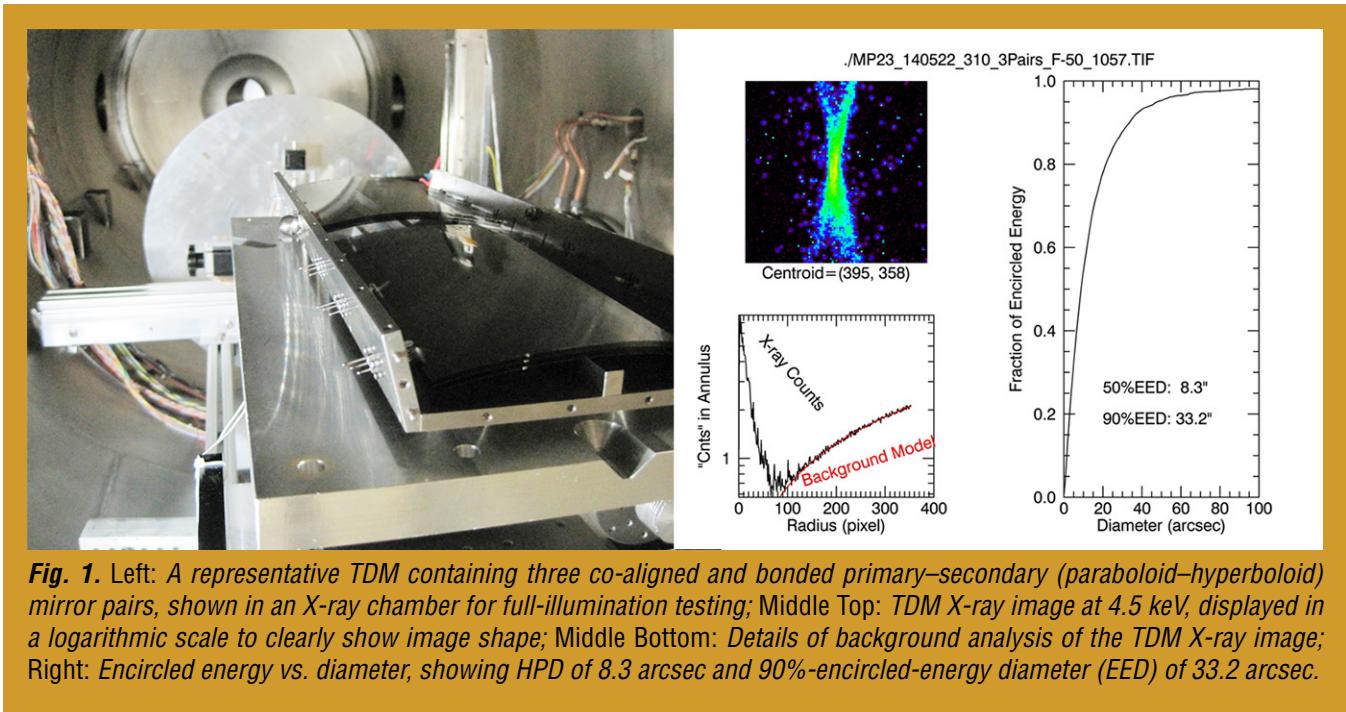 ./MP23_140522_310_3Pairs_F-50_1057.TIF
Centroid=(395, 358)
"Cnts" in Annulus
1
X-ray Counts
Background Model
0 100 200 300 400
Radius (pixel)
Fraction of Encircled Energy
1.0
0.8
0.6
0.4
0.2
0.0
50%EED: 8.3"
90%EED: 33.2"
0 20 40 60 80 100
Diameter (arcsec)
Fig. 1. Left: A representative TDM containing three co-aligned and bonded primary–secondary (paraboloid–hyperboloid)
mirror pairs, shown in an X-ray chamber for full-illumination testing; Middle Top: TDM X-ray image at 4.5 keV, displayed in
a logarithmic scale to clearly show image shape; Middle Bottom: Details of background analysis of the TDM X-ray image;
Right: Encircled energy vs. diameter, showing HPD of 8.3 arcsec and 90%-encircled-energy diameter (EED) of 33.2 arcsec.